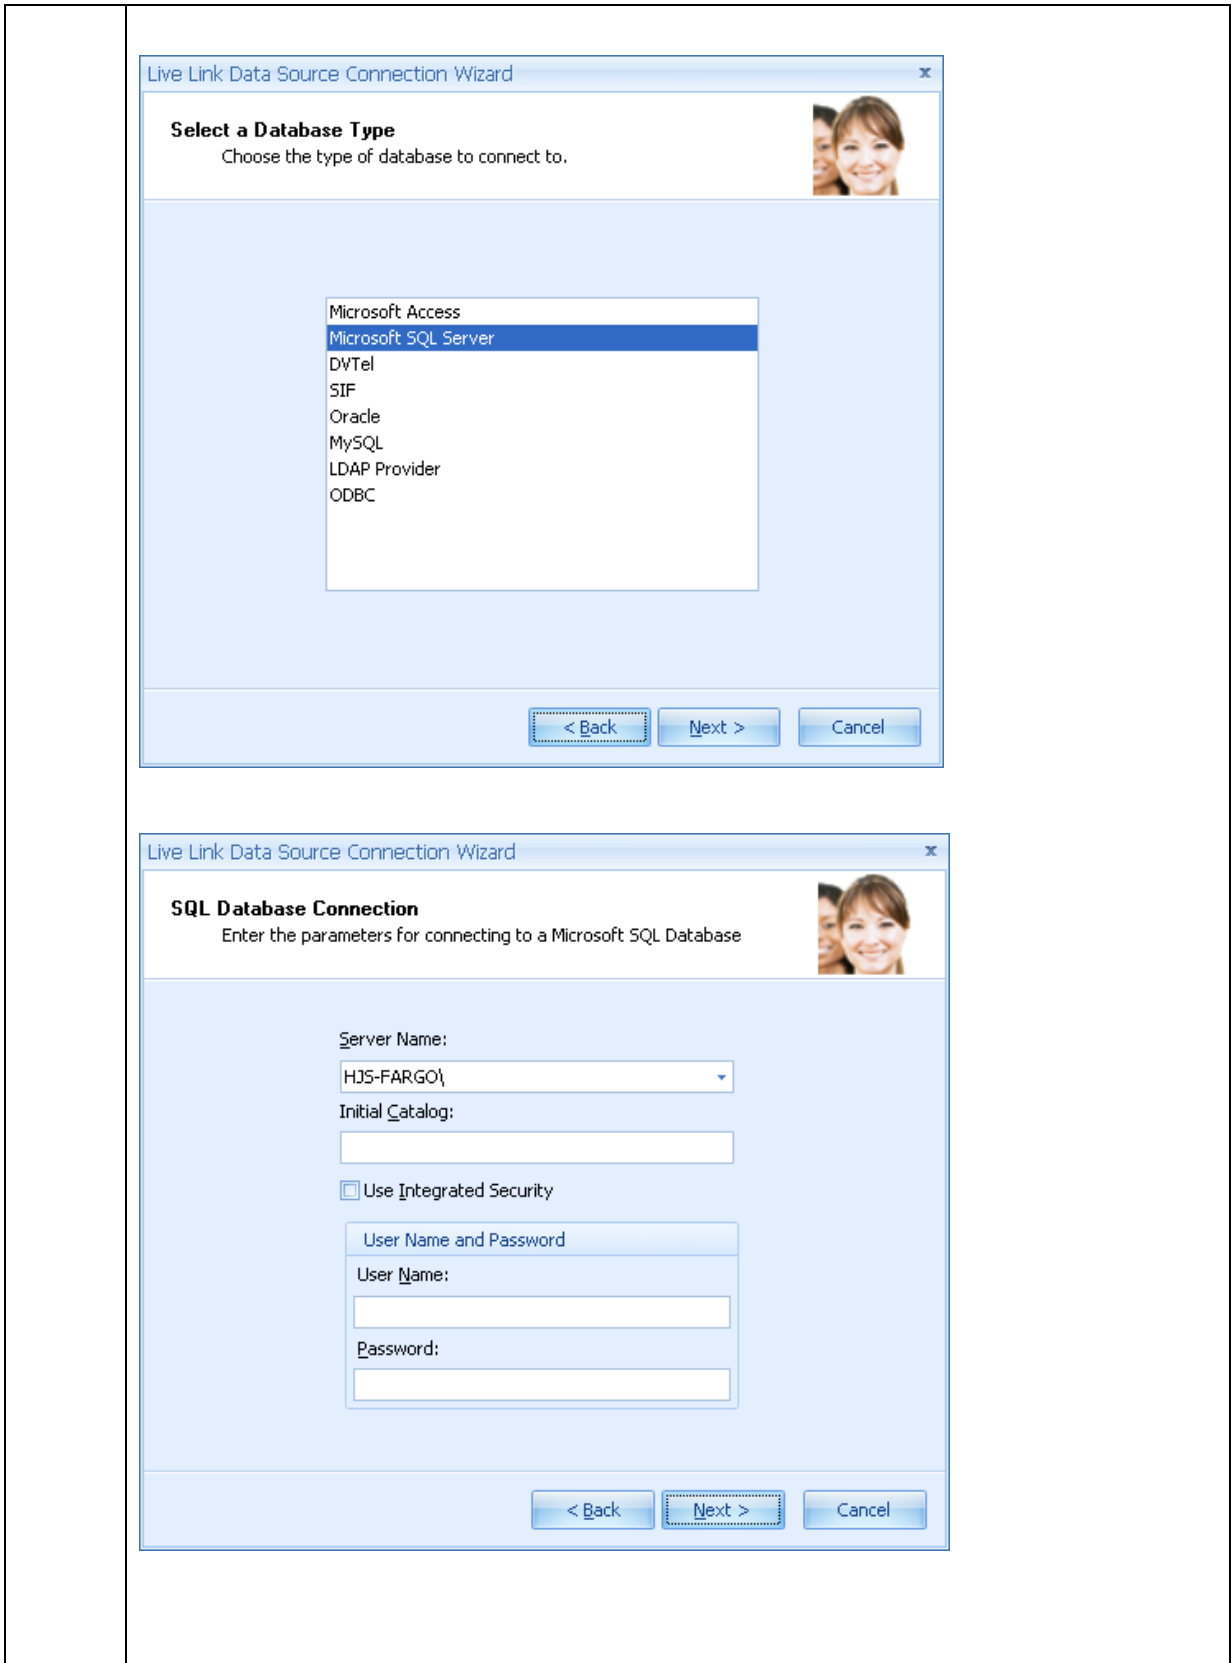 Live Link Data Source Connection Wizard
x
Select a Database Type
Choose the type of database to connect to.
Microsoft Access
Microsoft SQL Server
DVTel
SIF
Oracle
MySQL
LDAP Provider
ODBC
< Back Next > Cancel
Live Link Data Source Connection Wizard
x
SQL Database Connection
Enter the parameters for connecting to a Microsoft SQL Database
Server Name:
HJS-FARGO\
Initial Catalog:
Use Integrated Security
User Name and Password
User Name:
Password:
< Back Next > Cancel